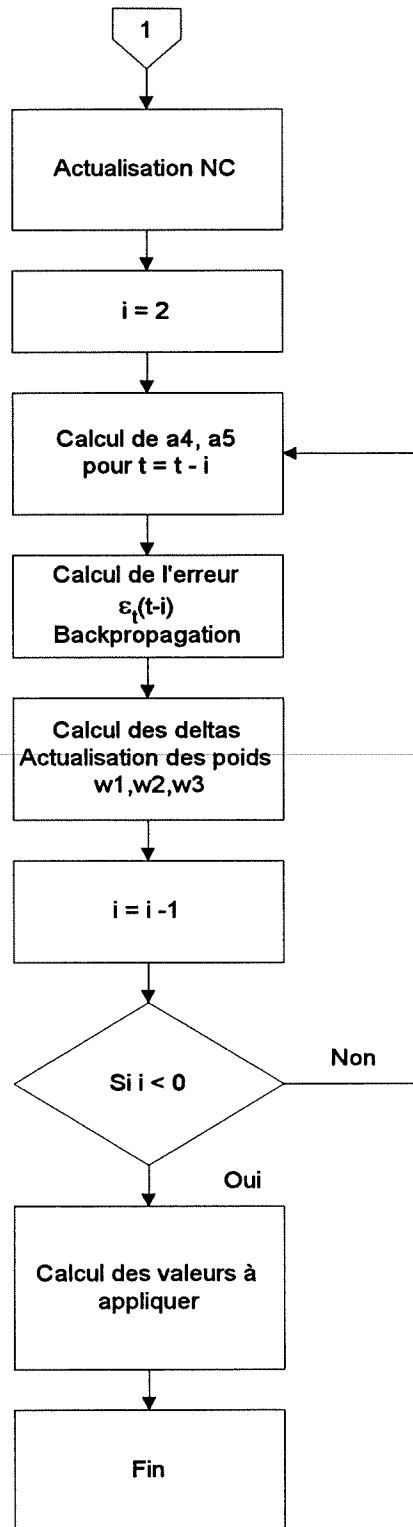 1
Actualisation NC
i = 2
Calcul de a4, a5
pour t = t - i
Calcul de l'erreur
εt(t-i)
Backpropagation
Calcul des deltas
Actualisation des poids
w1,w2,w3
i = i -1
Si i < 0
Non
Oui
Calcul des valeurs à
appliquer
Fin